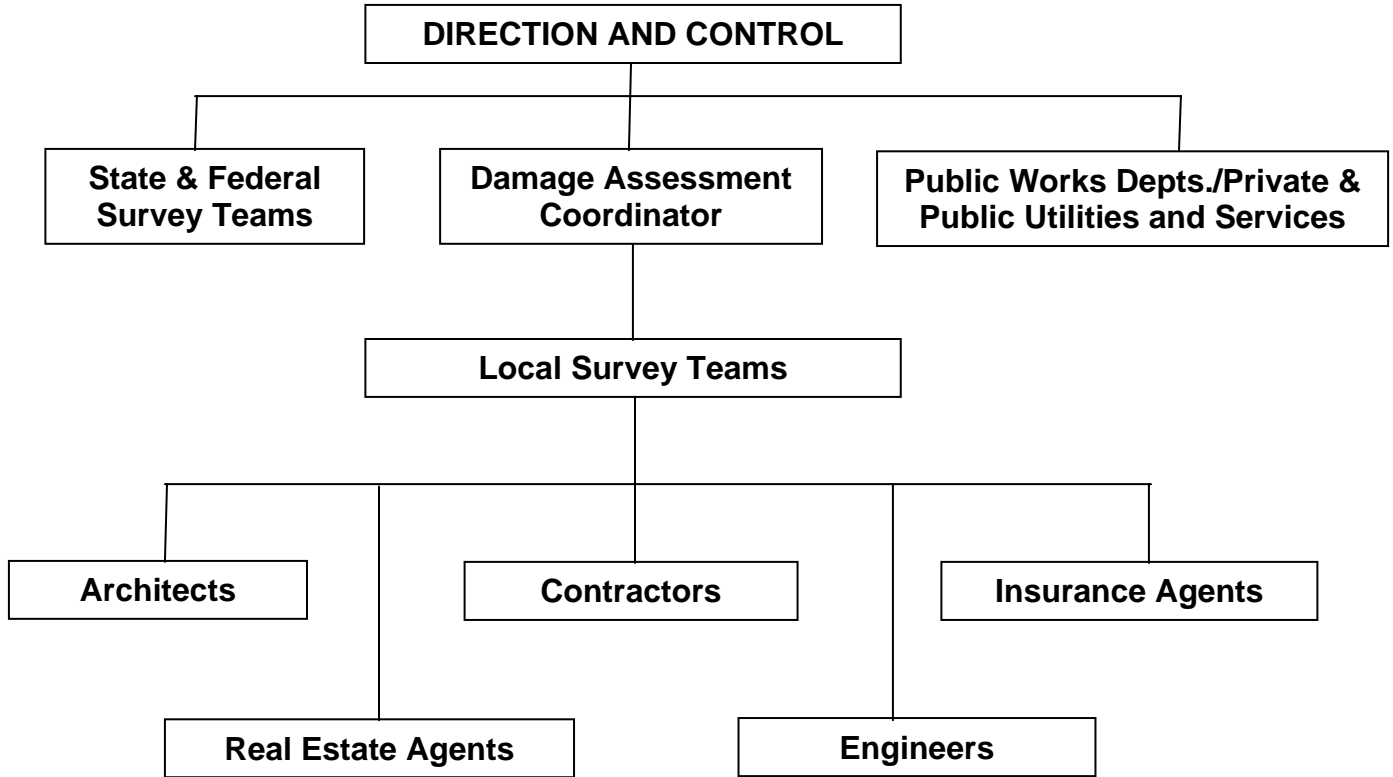 DIRECTION AND CONTROL
State & Federal
Survey Teams
Damage Assessment
Coordinator
Public Works Depts./Private &
Public Utilities and Services
Local Survey Teams
Architects
Contractors
Insurance Agents
Real Estate Agents
Engineers